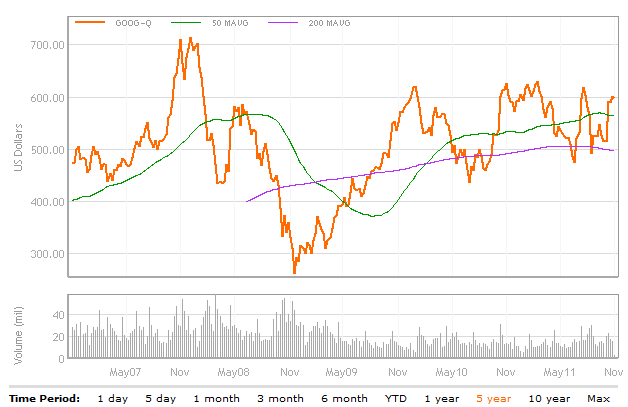 GOOG-Q 50 MAVG 200 MAVG
700.00
600.00
500.00
400.00
300.00
US Dollars
40
20
0
Volume (mil)
May07 Nov May08 Nov May09 Nov May10 Nov May11 Nov
Time Period: 1 day 5 day 1 month 3 month 6 month YTD 1 year 5 year 10 year Max